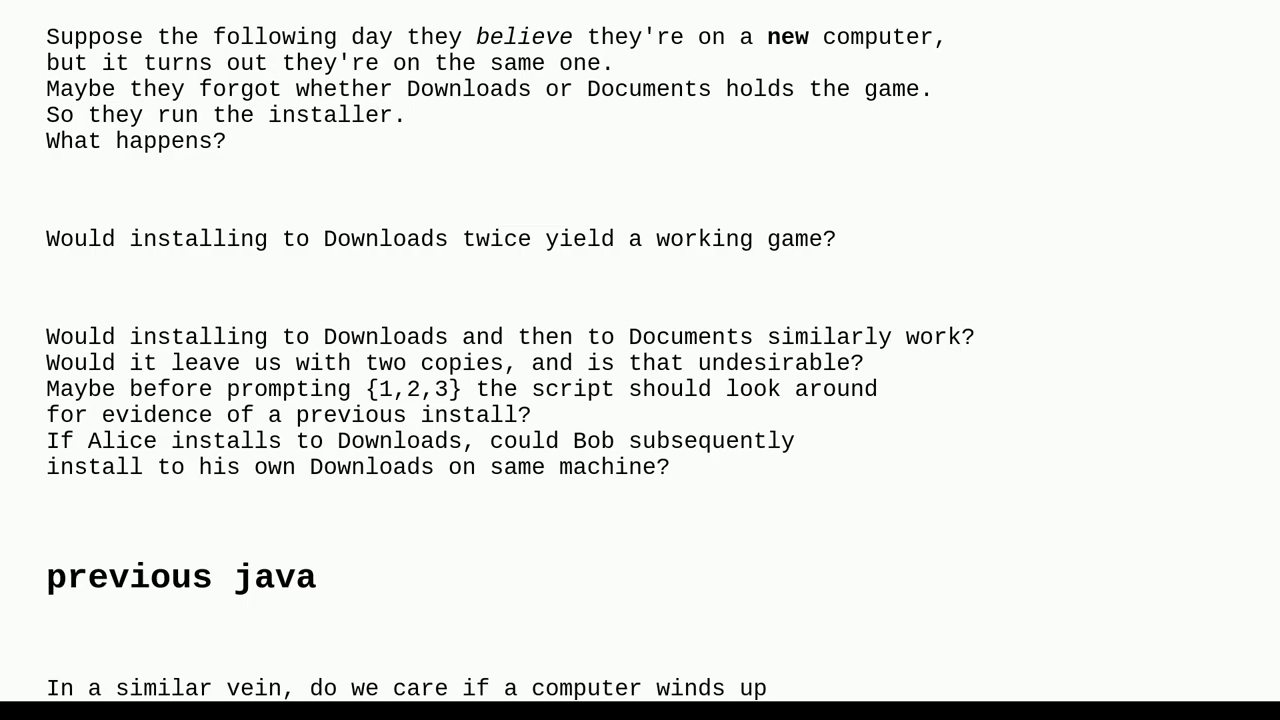 Suppose the following day they believe they're on a new computer,
but it turns out they're on the same one.
Maybe they forgot whether Downloads or Documents holds the game.
So they run the installer.
What happens?
Would installing to Downloads twice yield a working game?
Would installing to Downloads and then to Documents similarly work?
Would it leave us with two copies, and is that undesirable?
Maybe before prompting {1,2,3} the script should look around
for evidence of a previous install?
If Alice installs to Downloads, could Bob subsequently
install to his own Downloads on same machine?
previous java
In a similar vein, do we care if a computer winds up